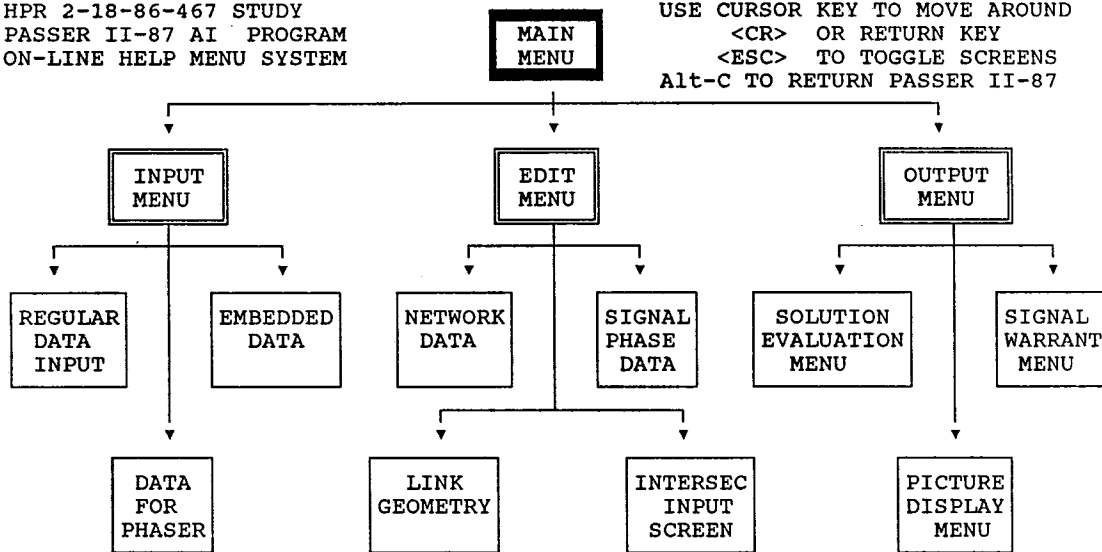 HPR 2-18-86-467 STUDY
PASSER II-87 AI PROGRAM
ON-LINE HELP MENU SYSTEM
MAIN
MENU
USE CURSOR KEY TO MOVE AROUND
<CR> OR RETURN KEY
<ESC> TO TOGGLE SCREENS
Alt-C TO RETURN PASSER II-87
INPUT
MENU
EDIT
MENU
OUTPUT
MENU
REGULAR
DATA
INPUT
EMBEDDED
DATA
NETWORK
DATA
SIGNAL
PHASE
DATA
SOLUTION
EVALUATION
MENU
SIGNAL
WARRANT
MENU
DATA
FOR
PHASER
LINK
GEOMETRY
INTERSEC
INPUT
SCREEN
PICTURE
DISPLAY
MENU